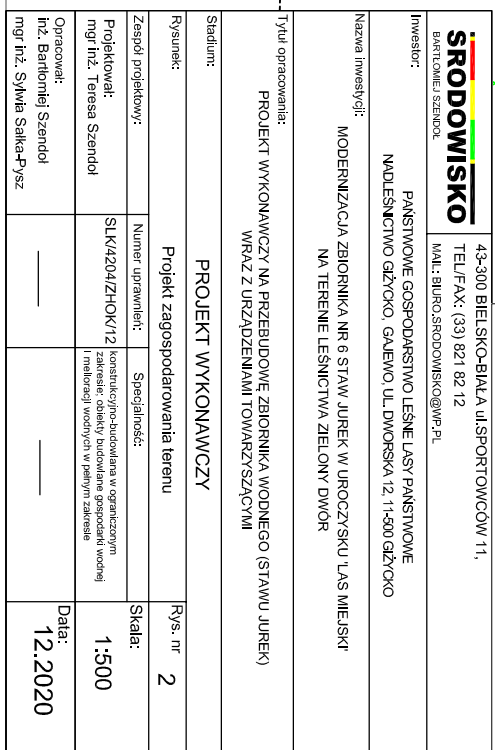 ŚRODOWISKO
BARTŁOMIEJ SZENDOŁ
43-300 BIELSKO-BIAŁA ul.SPORTOWCÓW 11,
TEL/FAX: (33) 821 82 12
MAIL: BIURO.SRODOWISKO@WP.PL
Inwestor:
PAŃSTWOWE GOSPODARSTWO LEŚNE LASY PAŃSTWOWE
NADLEŚNICTWO GIŻYCKO, GAJEWO, UL. DWORSKA 12, 11-500 GIŻYCKO
Nazwa inwestycji:
MODERNIZACJA ZBIORNIKA NR 6 STAW JUREK W UROCZYSKU 'LAS MIEJSKI'
NA TERENIE LEŚNICTWA ZIELONY DWÓR
Tytuł opracowania:
PROJEKT WYKONAWCZY NA PRZEBUDOWĘ ZBIORNIKA WODNEGO (STAWU JUREK)
WRAZ Z URZĄDZENIAMI TOWARZYSZĄCYMI
Stadium:
PROJEKT WYKONAWCZY
Rysunek:
Projekt zagospodarowania terenu
Rys. nr 2
Zespół projektowy:
Numer uprawnień:
Specjalność:
Skala:
1:500
Projektował:
mgr inż. Teresa Szendoł
SLK/4204/ZHOK/12
konstrukcyjno-budowlana w ograniczonym
zakresie; obiekty budowlane gospodarki wodnej
i melioracji wodnych w pełnym zakresie
Opracował:
inż. Bartłomiej Szendoł
mgr inż. Sylwia Sałka-Pysz
Data:
12.2020